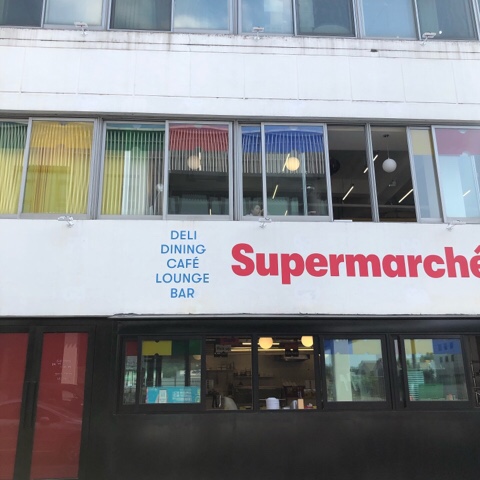 DELI
DINING
CAFÉ
LOUNGE
BAR
Supermarché